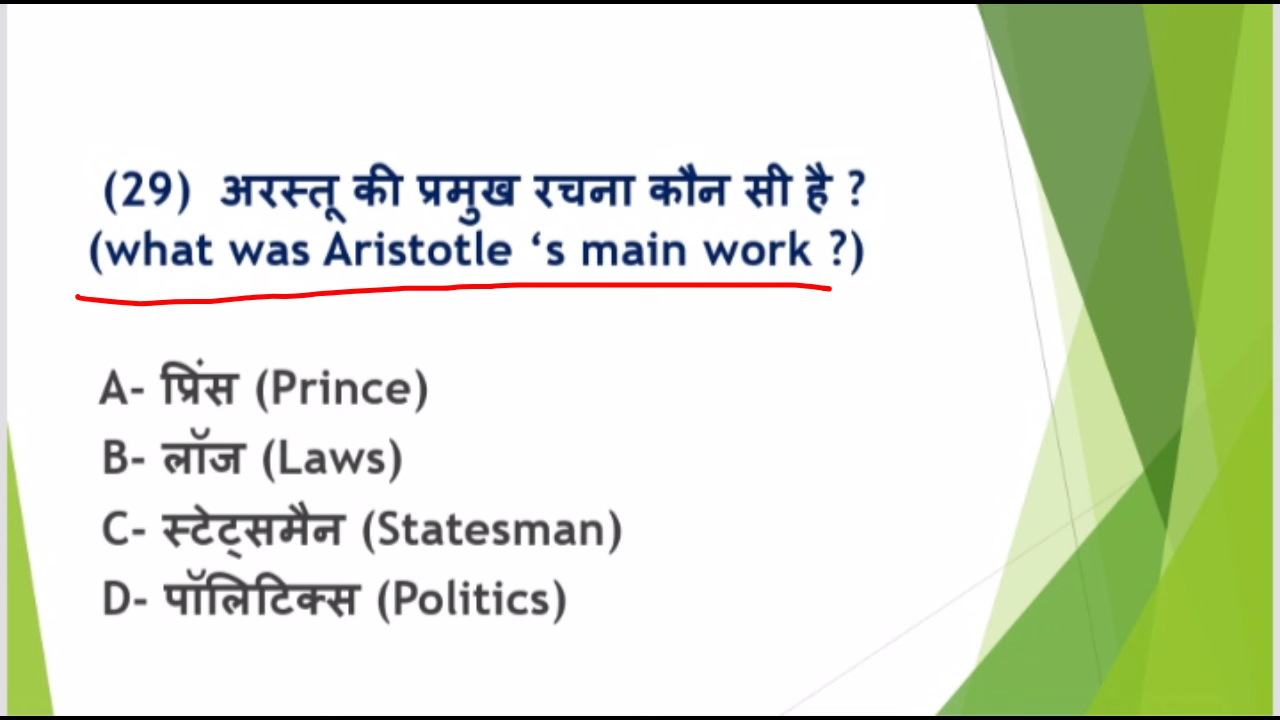 (29) अरस्तू की प्रमुख रचना कौन सी है ?
(what was Aristotle ‘s main work ?)
A- प्रिंस (Prince)
B- लॉज (Laws)
C- स्टेट्समैन (Statesman)
D- पॉलिटिक्स (Politics)